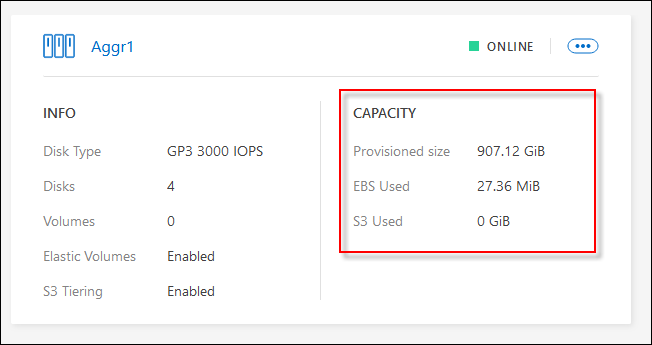 Aggr1
ONLINE
INFO
Disk Type GP3 3000 IOPS
Disks 4
Volumes 0
Elastic Volumes Enabled
S3 Tiering Enabled
CAPACITY
Provisioned size 907.12 GiB
EBS Used 27.36 MiB
S3 Used 0 GiB